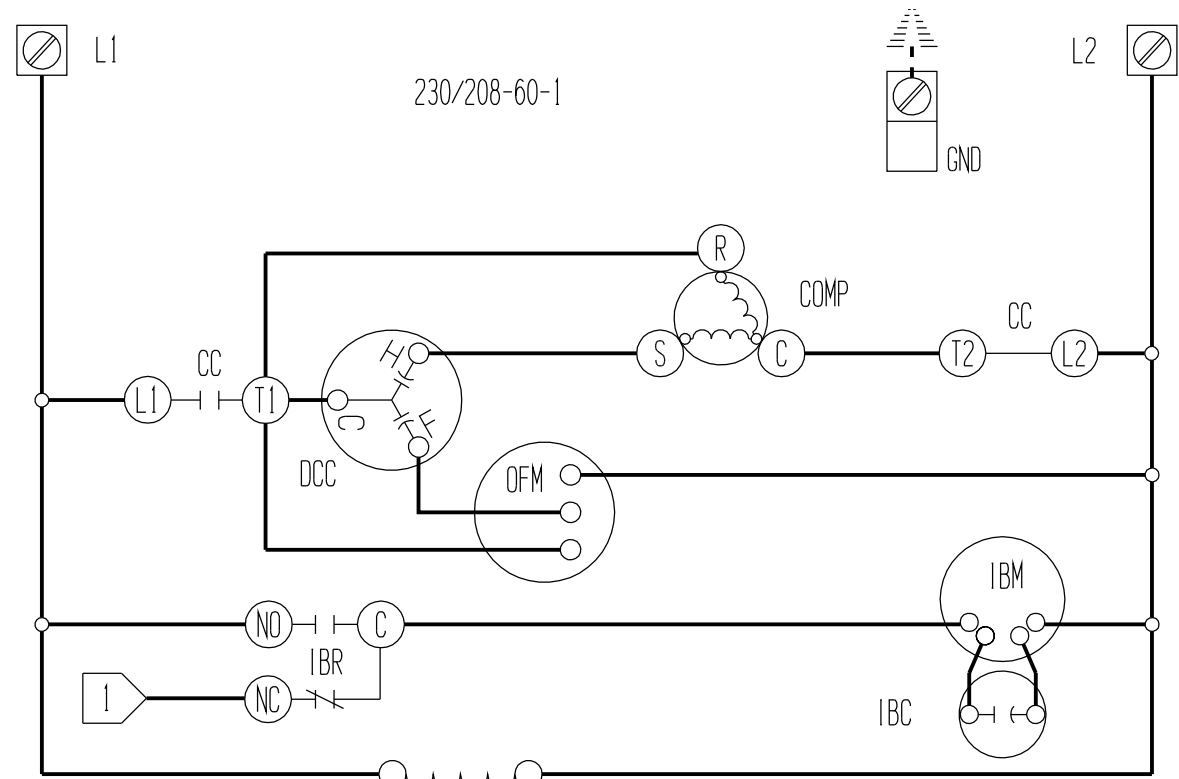 L1
L2
230/208-60-1
GND
R
COMP
CC
S
C
T2
L2
H
CC
L1
T1
C
F
DCC
OFM
IBM
NO
C
IBR
1
NC
IBC